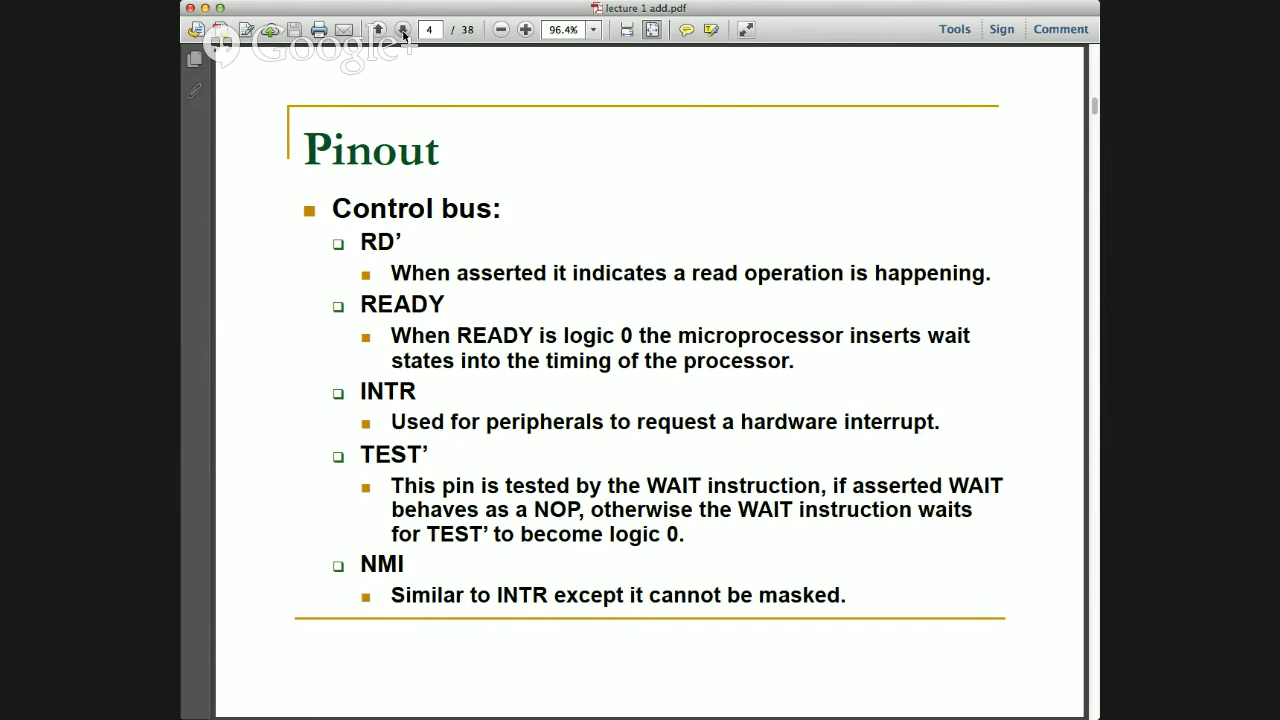 lecture 1 add.pdf
4 / 38
96.4%
Tools Sign Comment
Google+
Pinout
Control bus:
RD’
When asserted it indicates a read operation is happening.
READY
When READY is logic 0 the microprocessor inserts wait
states into the timing of the processor.
INTR
Used for peripherals to request a hardware interrupt.
TEST’
This pin is tested by the WAIT instruction, if asserted WAIT
behaves as a NOP, otherwise the WAIT instruction waits
for TEST’ to become logic 0.
NMI
Similar to INTR except it cannot be masked.